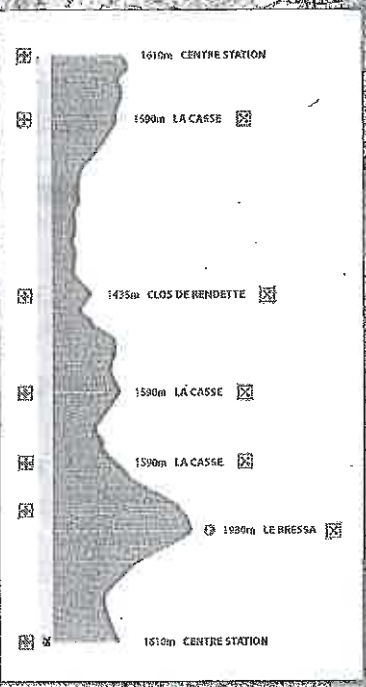 1610m CENTRE STATION
1590m LA CASSE
1435m CLOS DE RENDETTE
1590m LA CASSE
1590m LA CASSE
1930m LE BRESSA
1610m CENTRE STATION